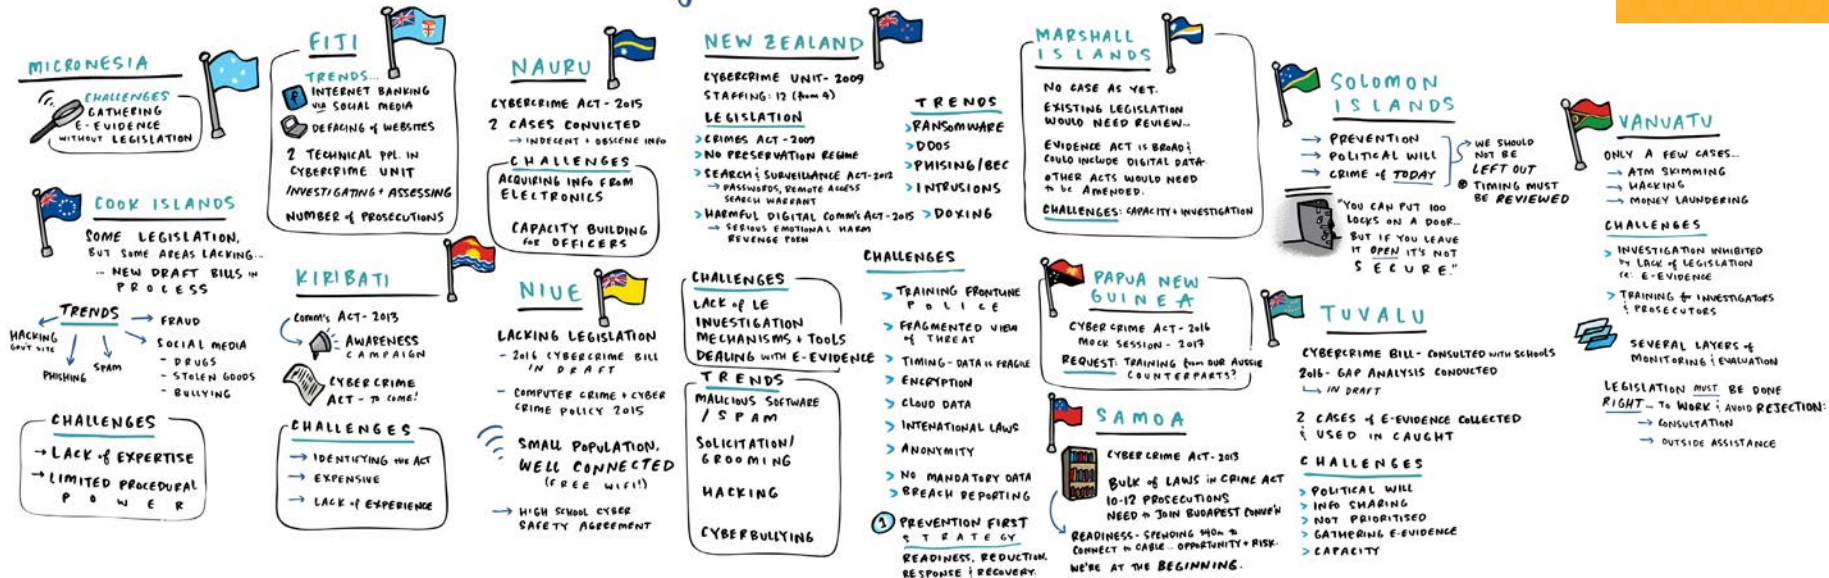 MICRONESIA
CHALLENGES
GATHERING
E-EVIDENCE
WITHOUT LEGISLATION
COOK ISLANDS
SOME LEGISLATION,
BUT SOME AREAS LACKING...
... NEW DRAFT BILLS IN
PROCESS
TRENDS
HACKING
GOV'T SITE
PHISHING
SPAM
→ FRAUD
→ SOCIAL MEDIA
- DRUGS
- STOLEN GOODS
- BULLYING
CHALLENGES
→ LACK of EXPERTISE
→ LIMITED PROCEDURAL
POWER
FIJI
TRENDS...
INTERNET BANKING
via SOCIAL MEDIA
DEFACING of WEBSITES
2 TECHNICAL PPL. IN
CYBERCRIME UNIT
INVESTIGATING + ASSESSING
NUMBER of PROSECUTIONS
KIRIBATI
Comm's ACT - 2013
AWARENESS
CAMPAIGN
CYBERCRIME
ACT - TO COME!
CHALLENGES
→ IDENTIFYING the ACT
→ EXPENSIVE
→ LACK of EXPERIENCE
NAURU
CYBERCRIME ACT - 2015
2 CASES CONVICTED
→ INDECENT + OBSCENE INFO
CHALLENGES
ACQUIRING INFO FROM
ELECTRONICS
CAPACITY BUILDING
for OFFICERS
NIUE
LACKING LEGISLATION
- 2016 CYBERCRIME BILL
IN DRAFT
- COMPUTER CRIME + CYBER
CRIME POLICY 2015
SMALL POPULATION,
WELL CONNECTED
(FREE WIFI!)
→ HIGH SCHOOL CYBER
SAFETY AGREEMENT
NEW ZEALAND
CYBERCRIME UNIT - 2009
STAFFING: 12 (from 4)
LEGISLATION
> CRIMES ACT - 2009
> NO PRESERVATION REGIME
> SEARCH & SURVEILLANCE ACT - 2012
→ PASSWORDS, REMOTE ACCESS
SEARCH WARRANT
> HARMFUL DIGITAL Comm's ACT - 2015
→ SERIOUS EMOTIONAL HARM
REVENGE PORN
TRENDS
> RANSOMWARE
> DDOS
> PHISING/BEC
> INTRUSIONS
> DOXING
CHALLENGES
LACK of LE
INVESTIGATION
MECHANISMS + TOOLS
DEALING WITH E-EVIDENCE
TRENDS
MALICIOUS SOFTWARE
/ SPAM
SOLICITATION/
GROOMING
HACKING
CYBERBULLYING
CHALLENGES
> TRAINING FRONTLINE
POLICE
> FRAGMENTED VIEW
of THREAT
> TIMING - DATA IS FRAGILE
> ENCRYPTION
> CLOUD DATA
> INTENATIONAL LAWS
> ANONYMITY
> NO MANDATORY DATA
> BREACH REPORTING
1 PREVENTION FIRST
STRATEGY
READINESS, REDUCTION,
RESPONSE & RECOVERY.
MARSHALL
ISLANDS
NO CASE AS YET.
EXISTING LEGISLATION
WOULD NEED REVIEW...
EVIDENCE ACT IS BROAD &
COULD INCLUDE DIGITAL DATA.
OTHER ACTS WOULD NEED
to be AMENDED.
CHALLENGES: CAPACITY + INVESTIGATION
PAPUA NEW
GUINEA
CYBER CRIME ACT - 2016
MOCK SESSION - 2017
REQUEST: TRAINING from OUR AUSSIE
COUNTERPARTS?
SAMOA
CYBER CRIME ACT - 2013
BULK of LAWS in CRIME ACT
10-12 PROSECUTIONS
NEED to JOIN BUDAPEST CONVE'N
READINESS - SPENDING $40m to
CONNECT to CABLE... OPPORTUNITY + RISK.
WE'RE AT THE BEGINNING.
SOLOMON
ISLANDS
→ PREVENTION
→ POLITICAL WILL
→ CRIME of TODAY
→ WE SHOULD
NOT BE
LEFT OUT
TIMING MUST
BE REVIEWED
"YOU CAN PUT 100
LOCKS ON A DOOR...
BUT IF YOU LEAVE
IT OPEN IT'S NOT
SECURE."
TUVALU
CYBERCRIME BILL - CONSULTED WITH SCHOOLS
2016 - GAP ANALYSIS CONDUCTED
→ IN DRAFT
2 CASES of E-EVIDENCE COLLECTED
& USED IN CAUGHT
CHALLENGES
> POLITICAL WILL
> INFO SHARING
> NOT PRIORITISED
> GATHERING E-EVIDENCE
> CAPACITY
VANUATU
ONLY A FEW CASES...
→ ATM SKIMMING
→ HACKING
→ MONEY LAUNDERING
CHALLENGES
> INVESTIGATION INHIBITED
by LACK of LEGISLATION
re: E-EVIDENCE
> TRAINING for INVESTIGATORS
& PROSECUTORS
SEVERAL LAYERS of
MONITORING & EVALUATION
LEGISLATION MUST BE DONE
RIGHT - TO WORK & AVOID REJECTION:
→ CONSULTATION
→ OUTSIDE ASSISTANCE